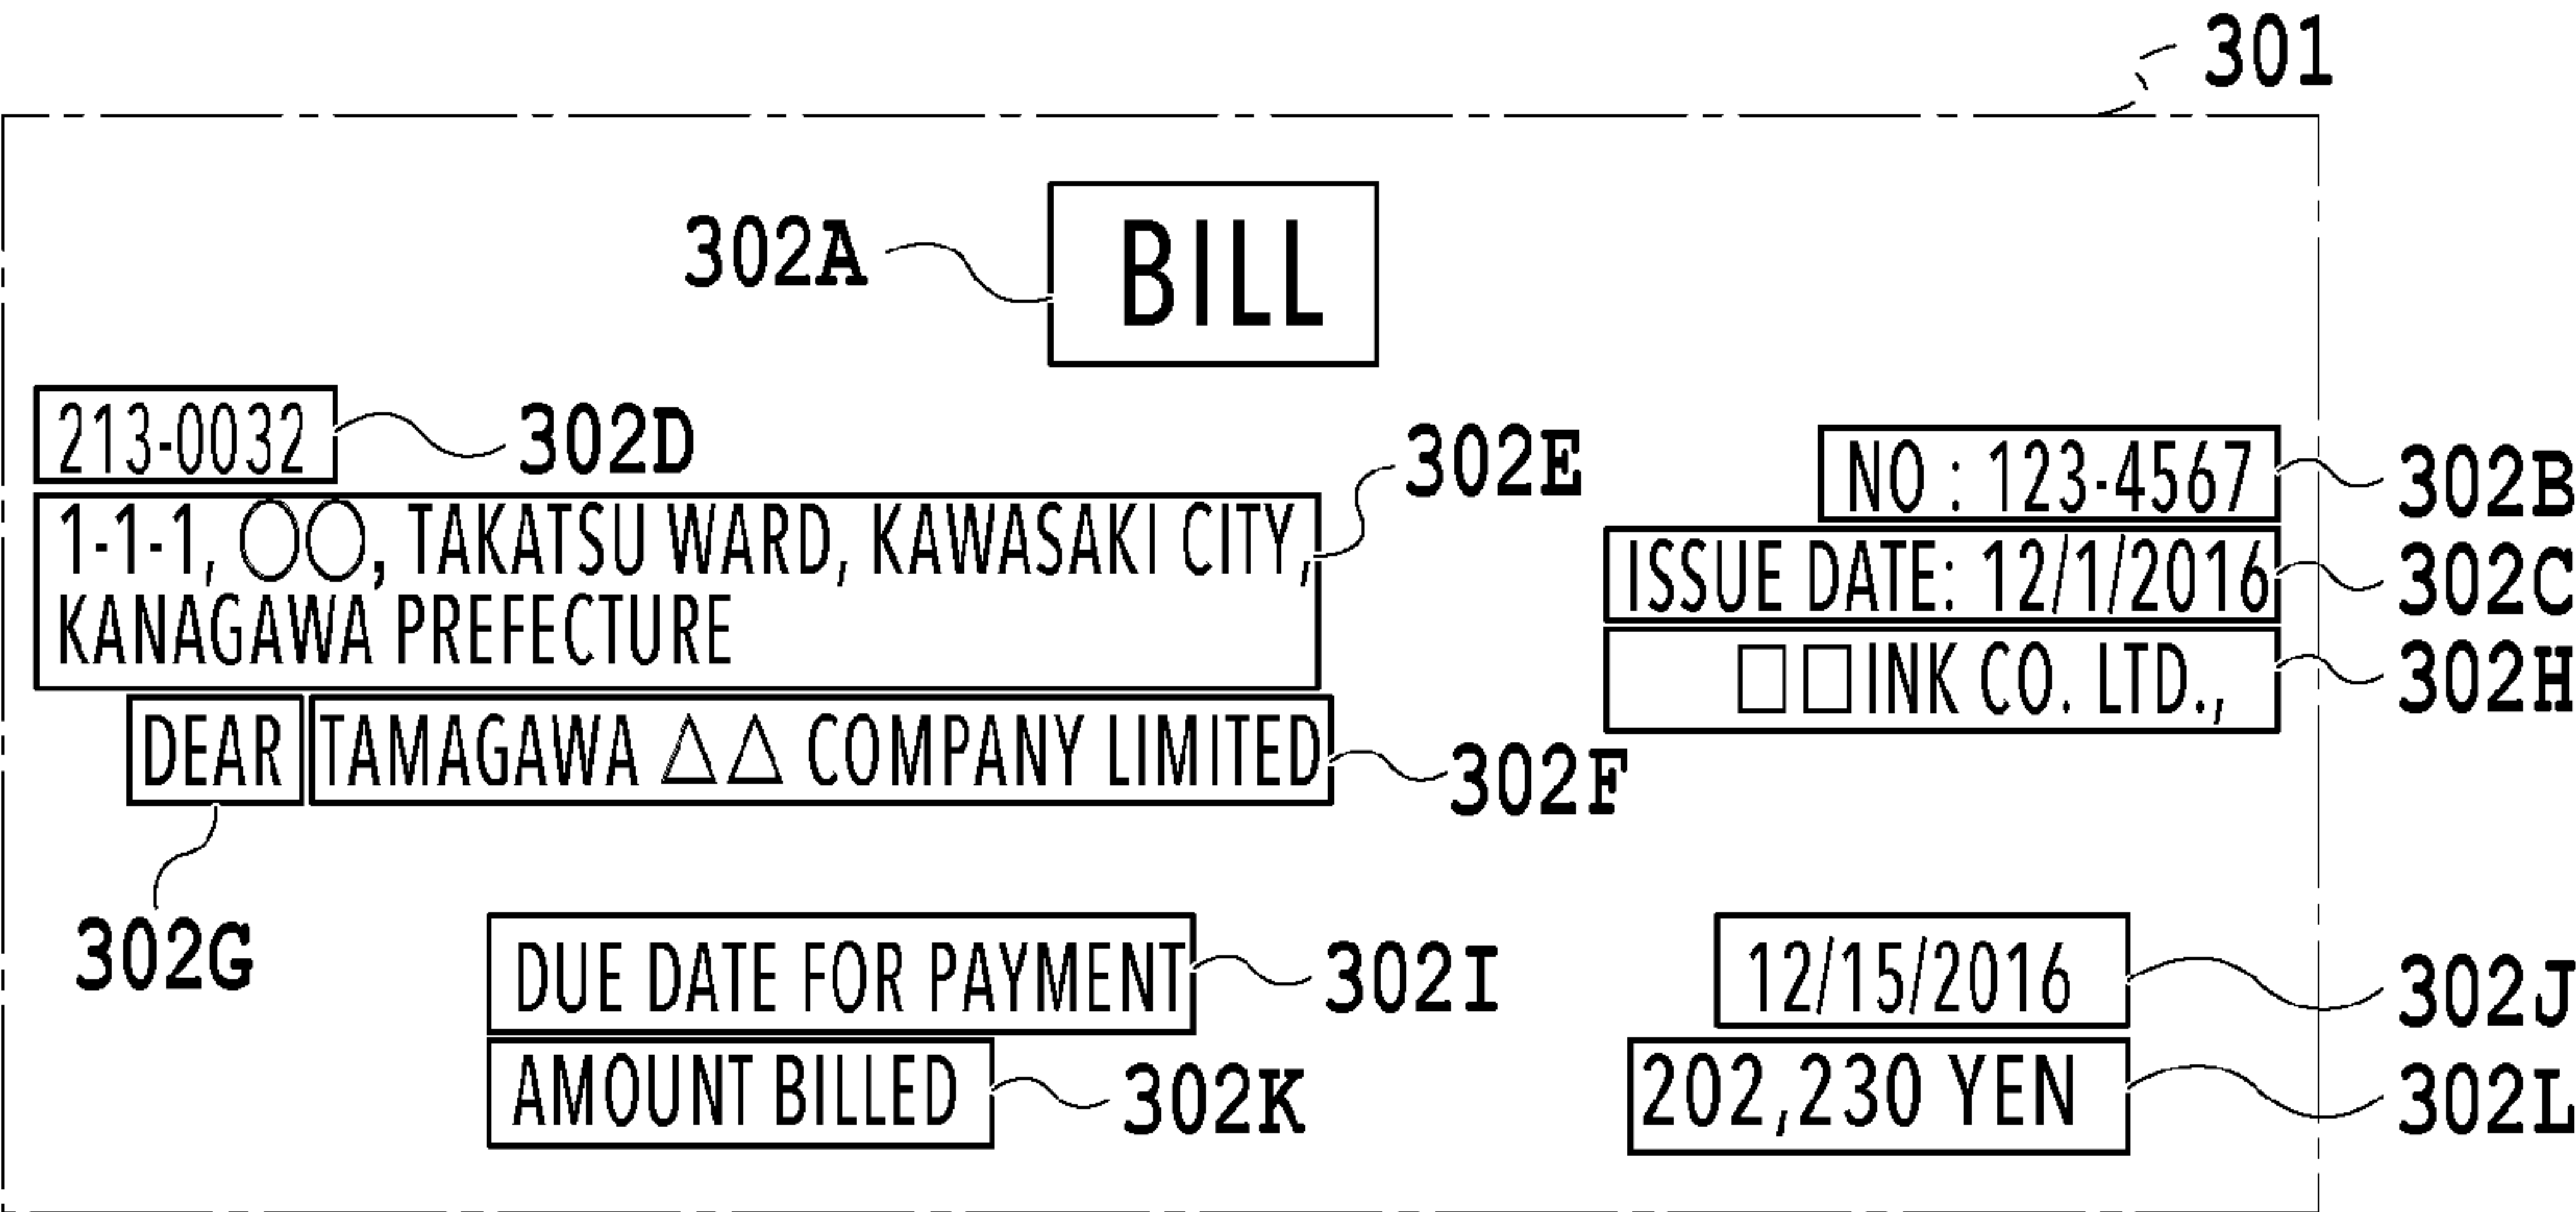 301
302A BILL
213-0032 302D
302E
NO : 123-4567 302B
1-1-1, ○○, TAKATSU WARD, KAWASAKI CITY,
KANAGAWA PREFECTURE
ISSUE DATE: 12/1/2016 302C
□□INK CO. LTD., 302H
DEAR TAMAGAWA △△ COMPANY LIMITED 302F
302G
DUE DATE FOR PAYMENT 302I
12/15/2016 302J
AMOUNT BILLED 302K
202,230 YEN 302L